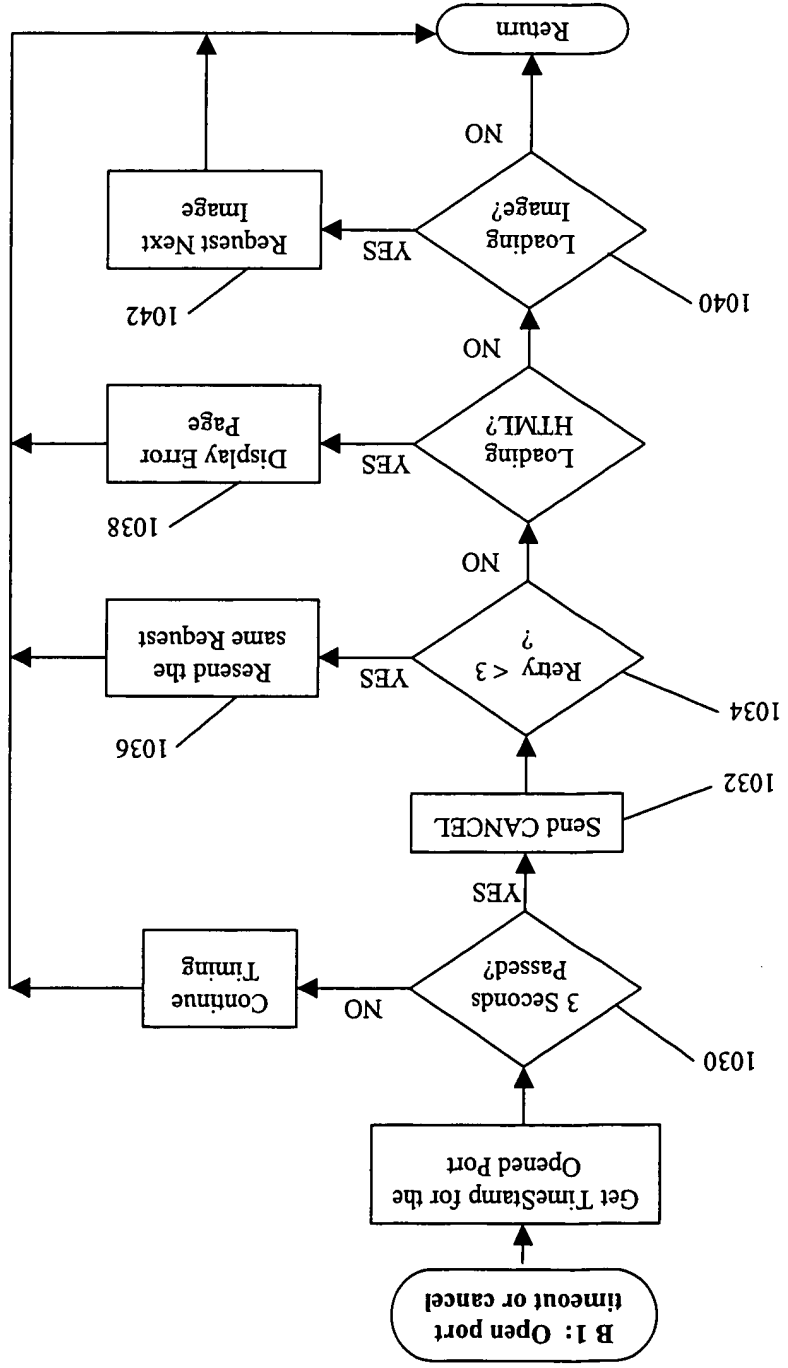 B 1: Open port
timeout or cancel
Get TimeStamp for the
Opened Port
1030
3 Seconds
Passed?
NO
Continue
Timing
YES
1032
Send CANCEL
1034
Retry < 3
?
YES
1036
Resend the
same Request
NO
Loading
HTML?
YES
1038
Display Error
Page
NO
1040
Loading
Image?
YES
1042
Request Next
Image
NO
Return